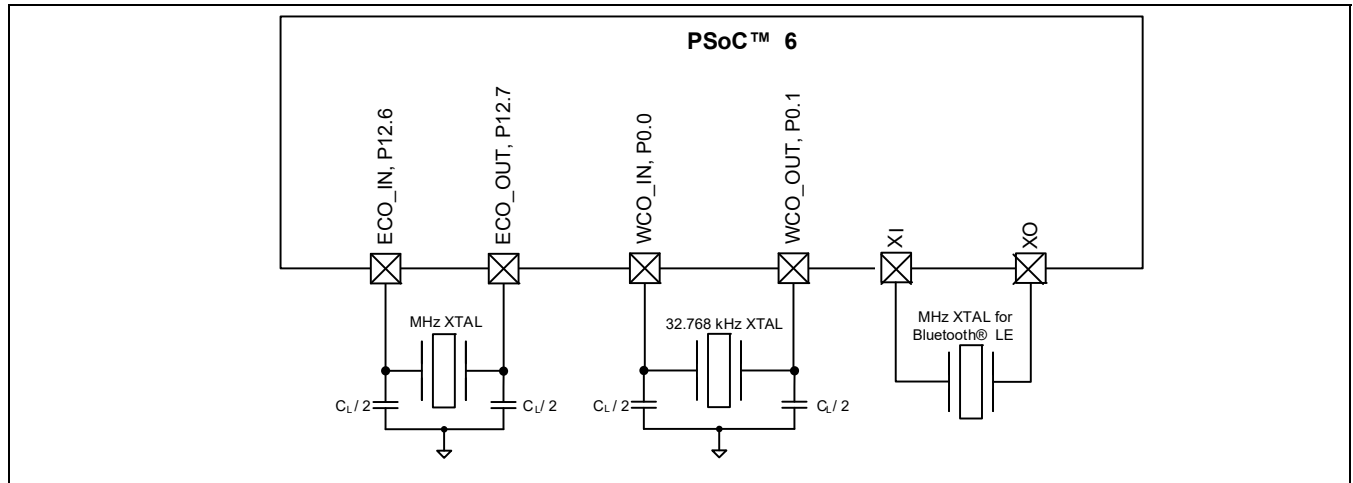 PSoC™ 6
ECO_IN, P12.6
ECO_OUT, P12.7
WCO_IN, P0.0
WCO_OUT, P0.1
XI
XO
MHz XTAL
32.768 kHz XTAL
MHz XTAL for
Bluetooth® LE
CL/ 2
CL/ 2
CL/ 2
CL/ 2